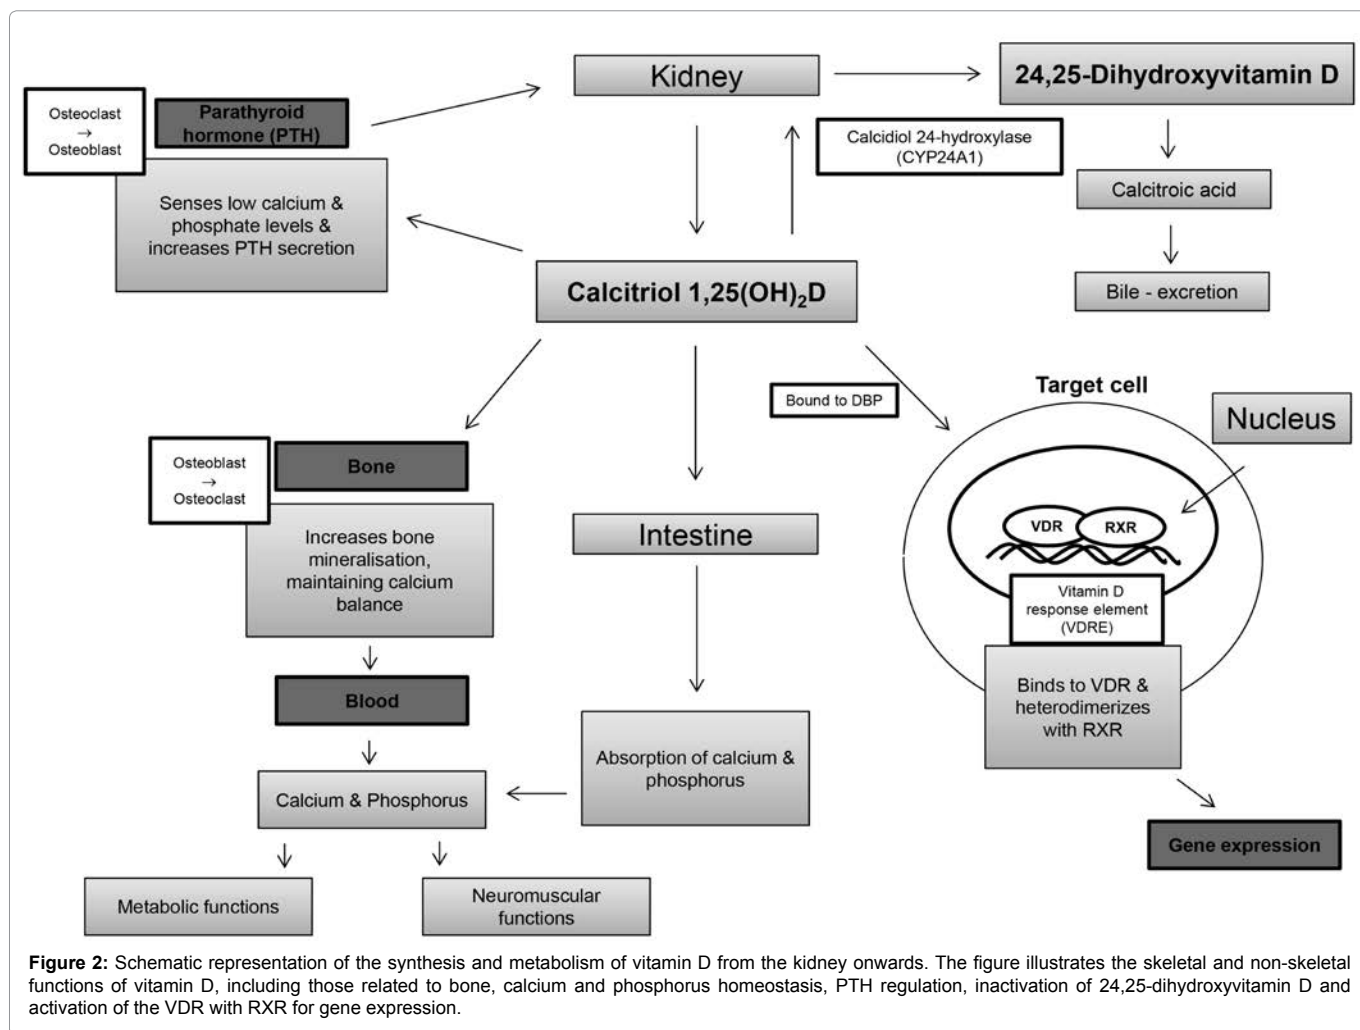 Kidney
24,25-Dihydroxyvitamin D
Osteoclast
→
Osteoblast
Parathyroid
hormone (PTH)
Senses low calcium &
phosphate levels &
increases PTH secretion
Calcidiol 24-hydroxylase
(CYP24A1)
Calcitroic acid
Bile - excretion
Calcitriol 1,25(OH)₂D
Bound to DBP
Target cell
Nucleus
Osteoblast
→
Osteoclast
Bone
Increases bone
mineralisation,
maintaining calcium
balance
Intestine
VDR
RXR
Vitamin D
response element
(VDRE)
Binds to VDR &
heterodimerizes
with RXR
Blood
Absorption of calcium &
phosphorus
Calcium & Phosphorus
Gene expression
Metabolic functions
Neuromuscular
functions
Figure 2: Schematic representation of the synthesis and metabolism of vitamin D from the kidney onwards. The figure illustrates the skeletal and non-skeletal
functions of vitamin D, including those related to bone, calcium and phosphorus homeostasis, PTH regulation, inactivation of 24,25-dihydroxyvitamin D and
activation of the VDR with RXR for gene expression.